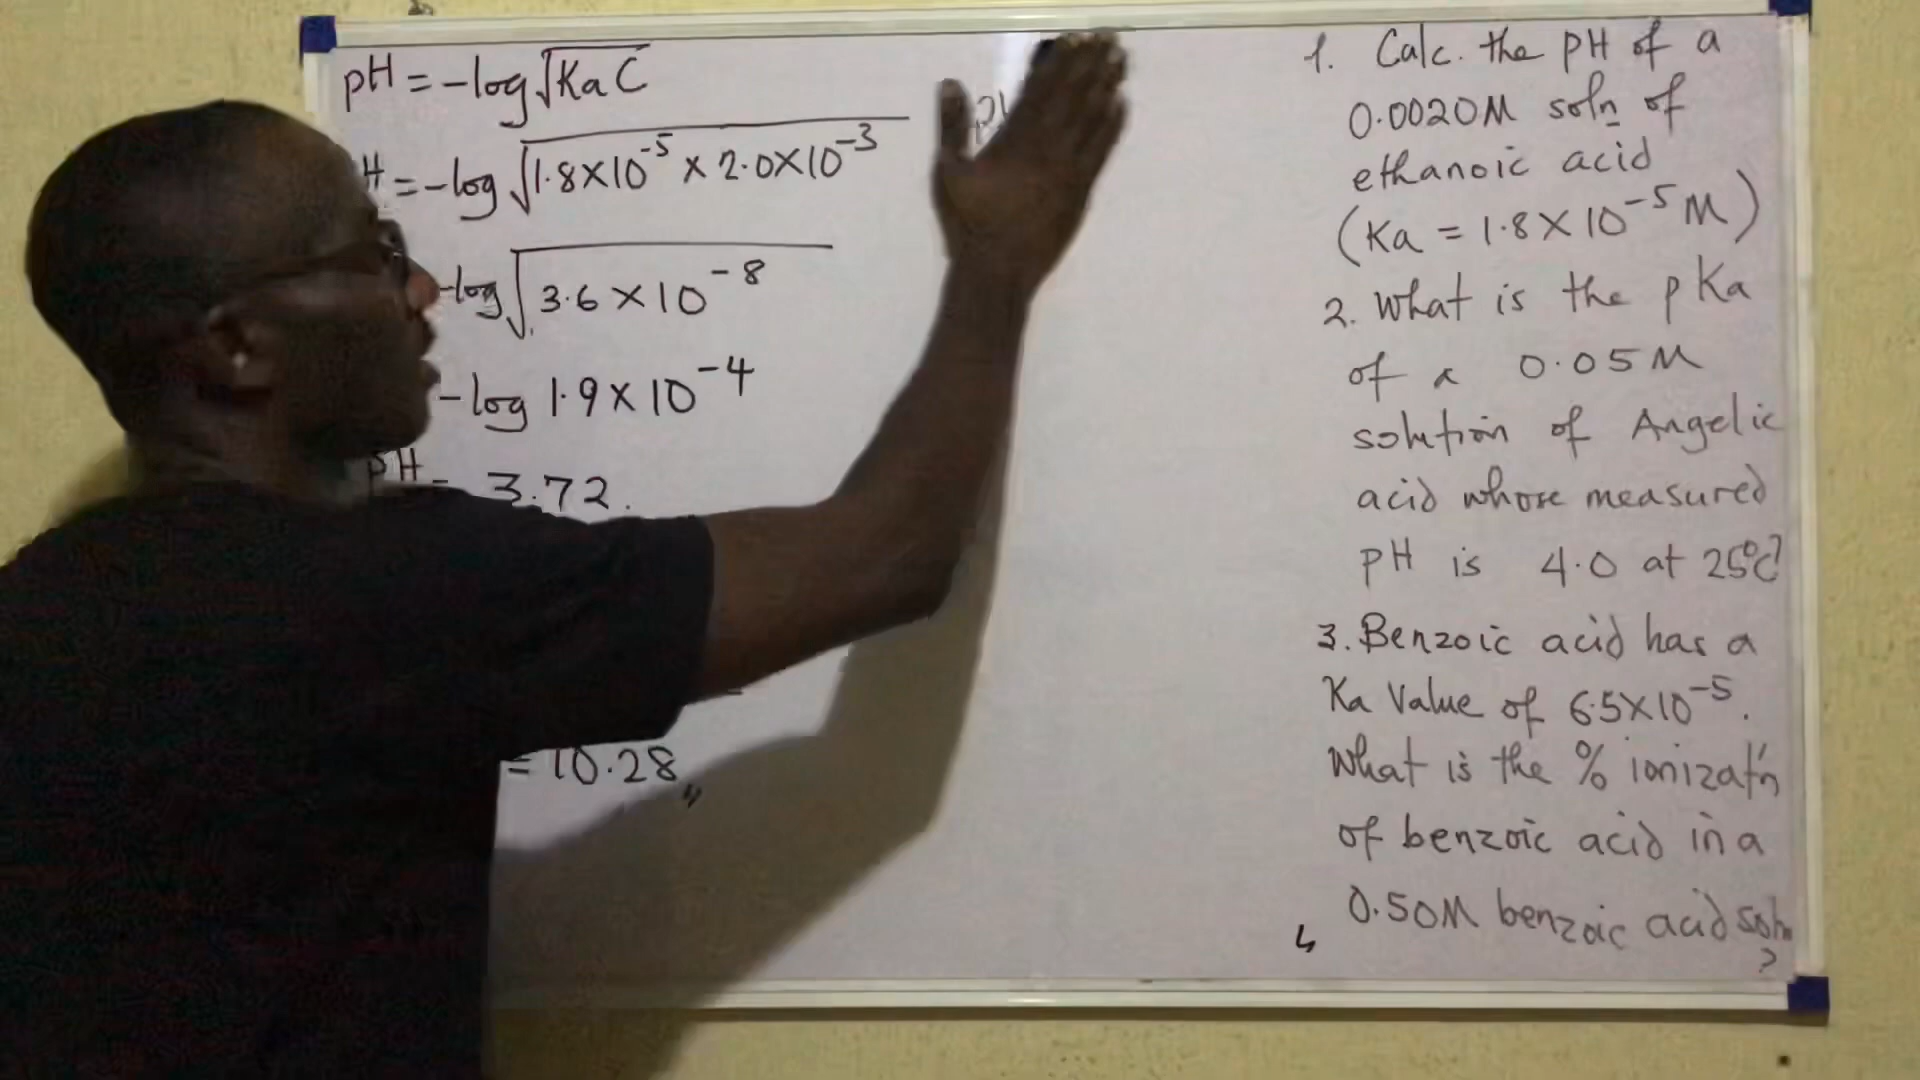 pH = -log√KaC
H = -log√1.8×10⁻⁵ × 2.0×10⁻³
-log√3.6 × 10⁻⁸
-log 1.9 × 10⁻⁴
pH = 3.72.
= 10.28
1. Calc. the pH of a
0.0020M soln of
ethanoic acid
(Ka = 1.8 × 10⁻⁵ M)
2. What is the pKa
of a 0.05M
solution of Angelic
acid whose measured
pH is 4.0 at 25°C?
3. Benzoic acid has a
Ka Value of 6.5×10⁻⁵.
What is the % ionizat'n
of benzoic acid in a
0.50M benzoic acid soln
?